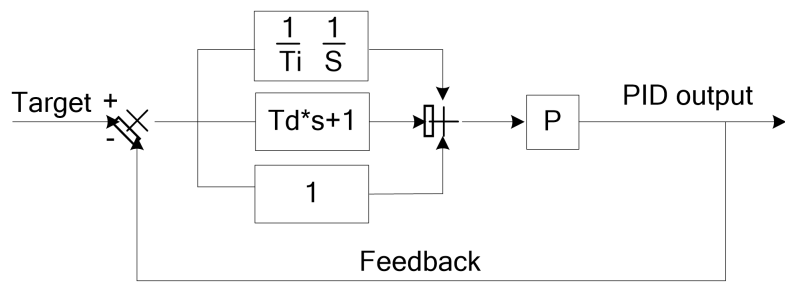 1 1
Ti S
Target +
-
Td*s+1
P
PID output
1
Feedback